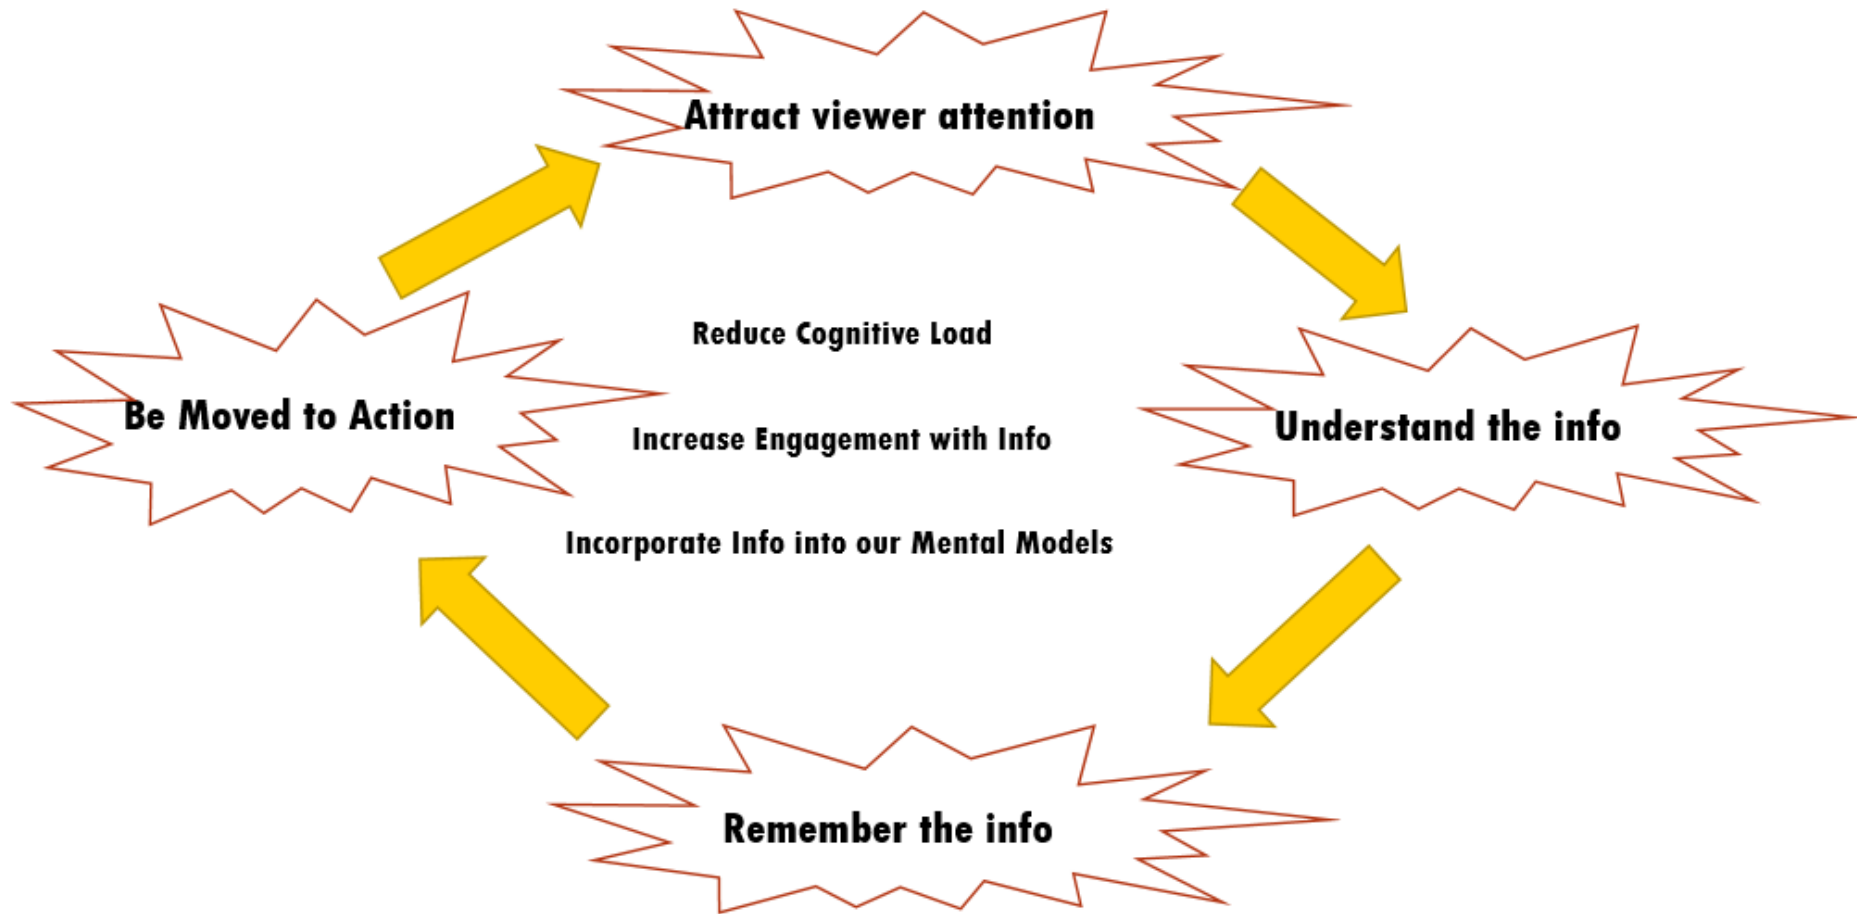 Attract viewer attention
Reduce Cognitive Load
Be Moved to Action
Understand the info
Increase Engagement with Info
Incorporate Info into our Mental Models
Remember the info